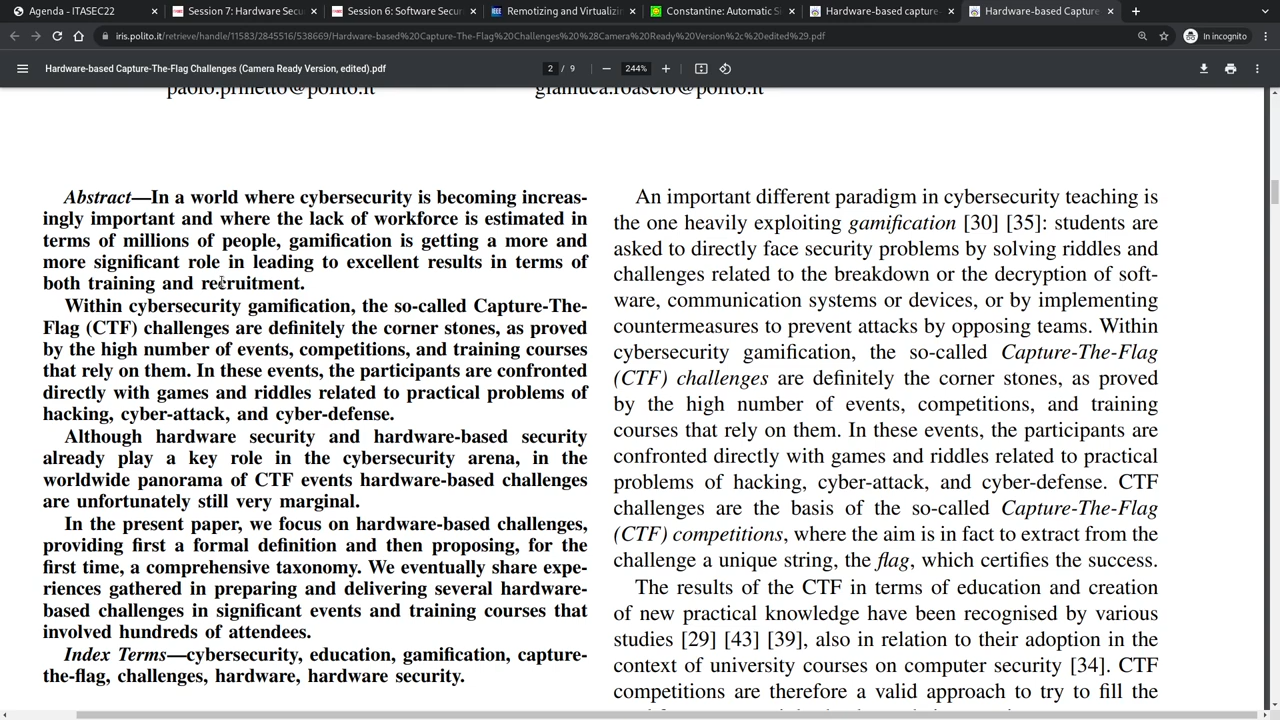 Agenda - ITASEC22
Session 7: Hardware Secu
Session 6: Software Secur
Remotizing and Virtualizin
Constantine: Automatic S
Hardware-based capture
Hardware-based Capture
iris.polito.it/retrieve/handle/11583/2845516/538669/Hardware-based%20Capture-The-Flag%20Challenges%20%28Camera%20Ready%20Version%2c%20edited%29.pdf
In incognito
Hardware-based Capture-The-Flag Challenges (Camera Ready Version, edited).pdf
2 / 9
244%
paolo.prinetto@polito.it
gianluca.roascio@polito.it
Abstract—In a world where cybersecurity is becoming increas-
ingly important and where the lack of workforce is estimated in
terms of millions of people, gamification is getting a more and
more significant role in leading to excellent results in terms of
both training and recruitment.
Within cybersecurity gamification, the so-called Capture-The-
Flag (CTF) challenges are definitely the corner stones, as proved
by the high number of events, competitions, and training courses
that rely on them. In these events, the participants are confronted
directly with games and riddles related to practical problems of
hacking, cyber-attack, and cyber-defense.
Although hardware security and hardware-based security
already play a key role in the cybersecurity arena, in the
worldwide panorama of CTF events hardware-based challenges
are unfortunately still very marginal.
In the present paper, we focus on hardware-based challenges,
providing first a formal definition and then proposing, for the
first time, a comprehensive taxonomy. We eventually share expe-
riences gathered in preparing and delivering several hardware-
based challenges in significant events and training courses that
involved hundreds of attendees.
Index Terms—cybersecurity, education, gamification, capture-
the-flag, challenges, hardware, hardware security.
An important different paradigm in cybersecurity teaching is
the one heavily exploiting gamification [30] [35]: students are
asked to directly face security problems by solving riddles and
challenges related to the breakdown or the decryption of soft-
ware, communication systems or devices, or by implementing
countermeasures to prevent attacks by opposing teams. Within
cybersecurity gamification, the so-called Capture-The-Flag
(CTF) challenges are definitely the corner stones, as proved
by the high number of events, competitions, and training
courses that rely on them. In these events, the participants are
confronted directly with games and riddles related to practical
problems of hacking, cyber-attack, and cyber-defense. CTF
challenges are the basis of the so-called Capture-The-Flag
(CTF) competitions, where the aim is in fact to extract from the
challenge a unique string, the flag, which certifies the success.
The results of the CTF in terms of education and creation
of new practical knowledge have been recognised by various
studies [29] [43] [39], also in relation to their adoption in the
context of university courses on computer security [34]. CTF
competitions are therefore a valid approach to try to fill the